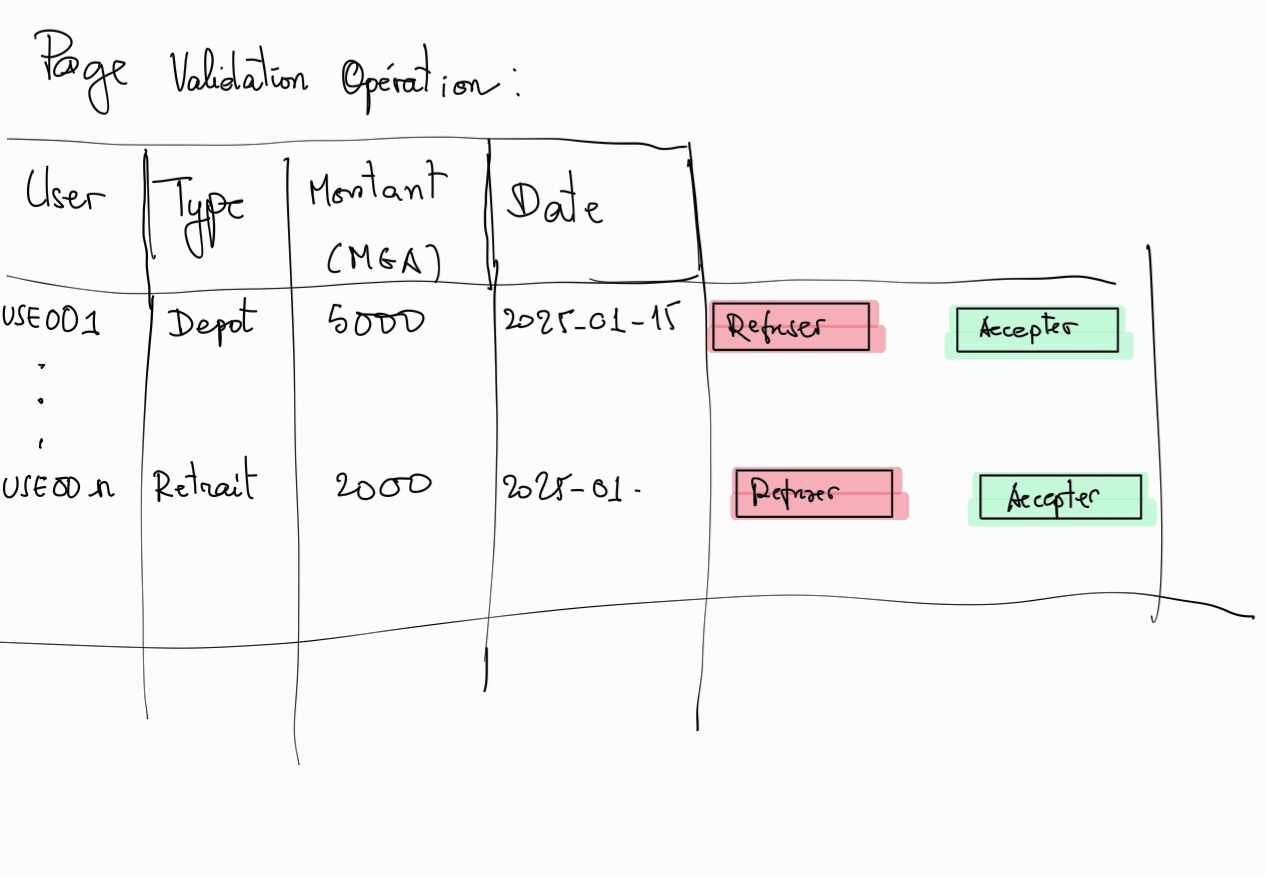 Page Validation Opération :
User Type Montant (MGA) Date
USE001 Depot 5000 2025-01-15 Refuser Accepter
USE00n Retrait 2000 2025-01- Refuser Accepter